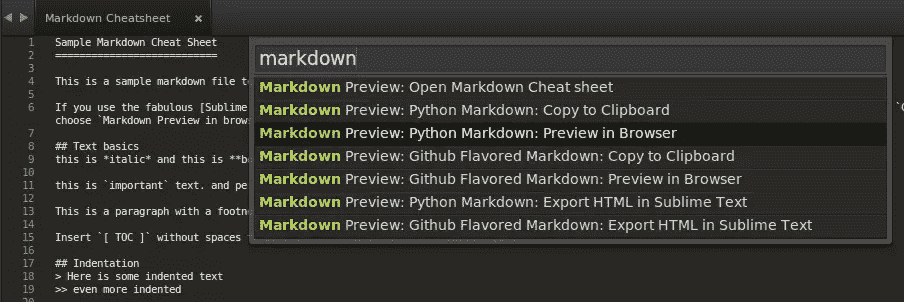 Markdown Cheatsheet ×
1 Sample Markdown Cheat Sheet
2 ===========================
3
4 This is a sample markdown file
5
6 If you use the fabulous [Sublime
choose `Markdown Preview in
7
8 ## Text basics
9 this is *italic* and this is
10
11 this is `important` text. and
12
13 This is a paragraph with a
14
15 Insert `[ TOC ]` without spaces
16
17 ## Indentation
18 > Here is some indented text
19 >> even more indented
20
markdown
Markdown Preview: Open Markdown Cheat sheet
Markdown Preview: Python Markdown: Copy to Clipboard
Markdown Preview: Python Markdown: Preview in Browser
Markdown Preview: Github Flavored Markdown: Copy to Clipboard
Markdown Preview: Github Flavored Markdown: Preview in Browser
Markdown Preview: Python Markdown: Export HTML in Sublime Text
Markdown Preview: Github Flavored Markdown: Export HTML in Sublime Text